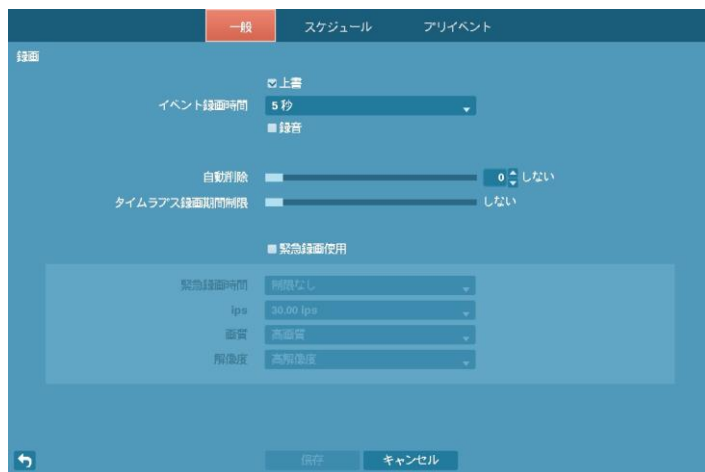 一般 スケジュール プリイベント
録画
上書
イベント録画時間 5 秒
録音
自動削除 0 しない
タイムラプス録画期間制限 しない
緊急録画使用
緊急録画時間 制限なし
ips 30.00 ips
画質 高画質
解像度 高解像度
保存 キャンセル